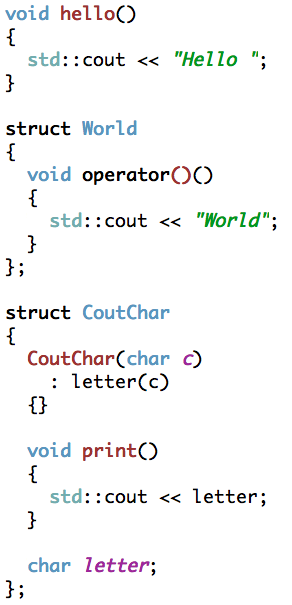 void hello()
{
  std::cout << "Hello ";
}

struct World
{
  void operator()()
  {
    std::cout << "World";
  }
};

struct CoutChar
{
  CoutChar(char c)
    : letter(c)
  {}

  void print()
  {
    std::cout << letter;
  }

  char letter;
};